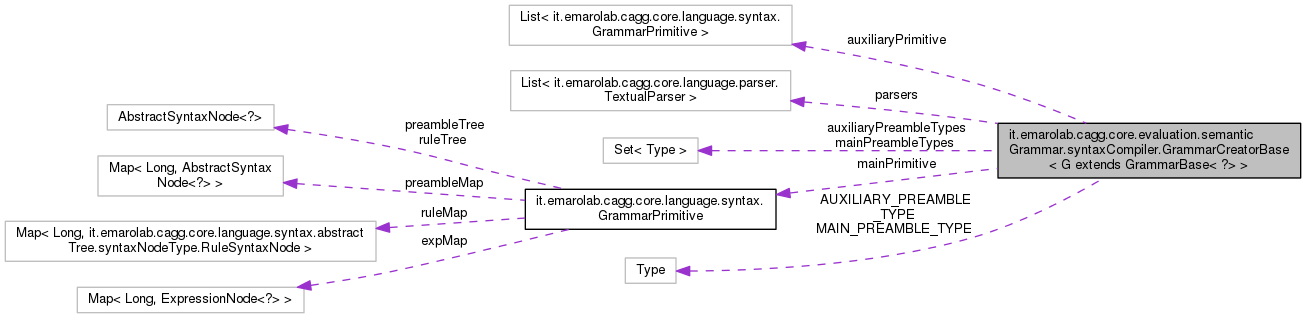 List< it.emarolab.cagg.core.language.syntax.
GrammarPrimitive >
auxiliaryPrimitive
List< it.emarolab.cagg.core.language.parser.
TextualParser >
parsers
AbstractSyntaxNode<?>
preambleTree
ruleTree
Set< Type >
auxiliaryPreambleTypes
mainPreambleTypes
it.emarolab.cagg.core.evaluation.semantic
Grammar.syntaxCompiler.GrammarCreatorBase
< G extends GrammarBase< ?> >
Map< Long, AbstractSyntax
Node<?> >
preambleMap
it.emarolab.cagg.core.language.syntax.
GrammarPrimitive
mainPrimitive
Map< Long, it.emarolab.cagg.core.language.syntax.abstract
Tree.syntaxNodeType.RuleSyntaxNode >
ruleMap
AUXILIARY_PREAMBLE
_TYPE
MAIN_PREAMBLE_TYPE
expMap
Type
Map< Long, ExpressionNode<?> >